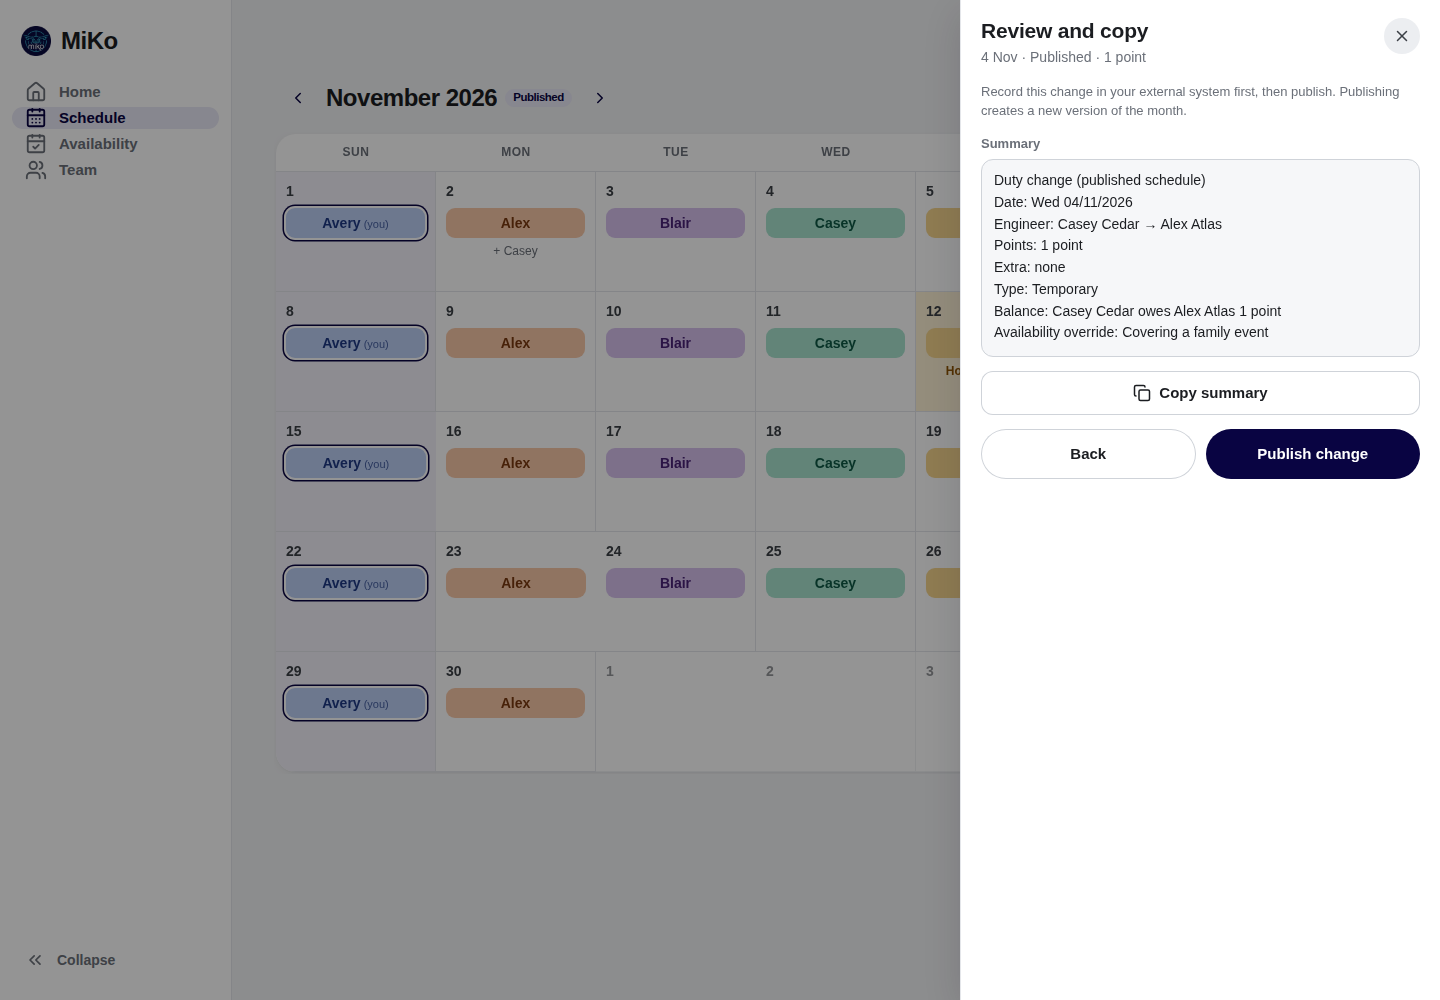 miko
MiKo
Home
Schedule
Availability
Team
Collapse
November 2026 Published
SUN MON TUE WED
1 2 3 4 5
Avery (you) Alex Blair Casey
+ Casey
8 9 10 11 12
Avery (you) Alex Blair Casey
Ho
15 16 17 18 19
Avery (you) Alex Blair Casey
22 23 24 25 26
Avery (you) Alex Blair Casey
29 30 1 2 3
Avery (you) Alex
Review and copy
4 Nov · Published · 1 point
Record this change in your external system first, then publish. Publishing
creates a new version of the month.
Summary
Duty change (published schedule)
Date: Wed 04/11/2026
Engineer: Casey Cedar → Alex Atlas
Points: 1 point
Extra: none
Type: Temporary
Balance: Casey Cedar owes Alex Atlas 1 point
Availability override: Covering a family event
Copy summary
Back
Publish change